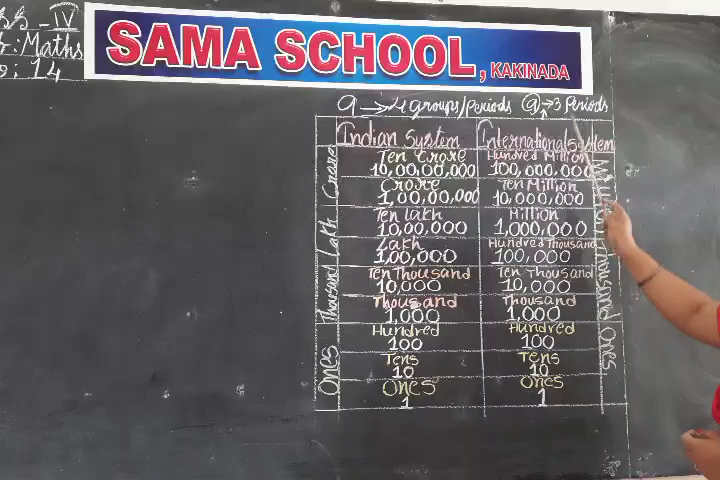 SS - IV
: Maths
: 14
SAMA SCHOOL, KAKINADA
9 → 4 groups/Periods 9 → 3 Periods
Indian System International System
Crore Ten Crore Hundred Million
10,00,00,000 100,000,000
Crore Ten Million
1,00,00,000 10,000,000
Lakh Ten Lakh Million
10,00,000 1,000,000
Lakh Hundred Thousand
1,00,000 100,000
Thousand Ten Thousand Ten Thousand Thousand
10,000 10,000
Thousand Thousand
1,000 1,000
Ones Hundred Hundred Ones
100 100
Tens Tens
10 10
Ones Ones
1 1